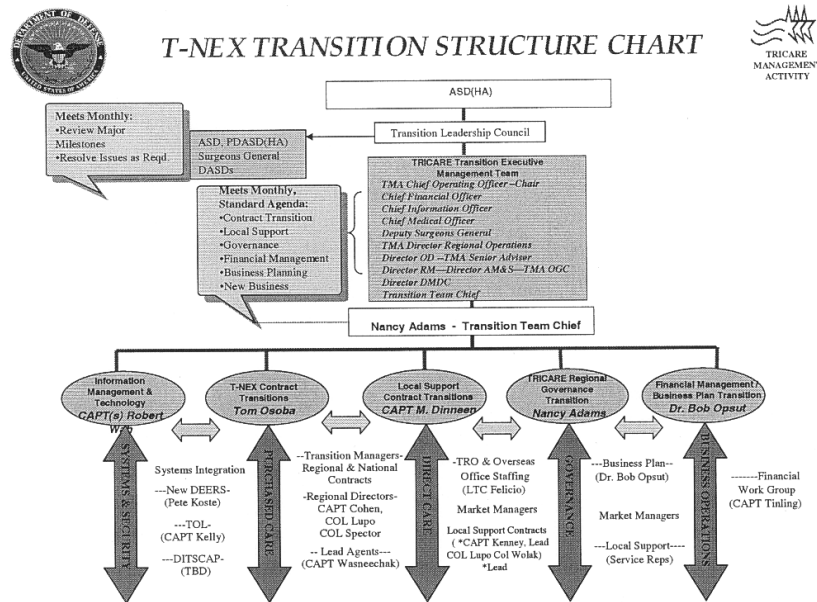 DEPARTMENT OF DEFENSE
UNITED STATES OF AMERICA
T-NEX TRANSITION STRUCTURE CHART
TRICARE
MANAGEMENT
ACTIVITY
ASD(HA)
Transition Leadership Council
Meets Monthly:
•Review Major
Milestones
•Resolve Issues as Reqd.
ASD, PDASD(HA)
Surgeons General
DASDs
TRICARE Transition Executive
Management Team
TMA Chief Operating Officer –Chair
Chief Financial Officer
Chief Information Officer
Chief Medical Officer
Deputy Surgeons General
TMA Director Regional Operations
Director OD --TMA Senior Advisor
Director RM—Director AM&S—TMA OGC
Director DMDC
Transition Team Chief
Meets Monthly,
Standard Agenda:
•Contract Transition
•Local Support
•Governance
•Financial Management
•Business Planning
•New Business
Nancy Adams - Transition Team Chief
Information
Management &
Technology
CAPT(s) Robert
T-NEX Contract
Transitions
Tom Osoba
Local Support
Contract Transitions
CAPT M. Dinneen
TRICARE Regional
Governance
Transition
Nancy Adams
Financial Management/
Business Plan Transition
Dr. Bob Opsut
SYSTEMS & SECURITY
Systems Integration
---New DEERS-
(Pete Koste)
---TOL-
(CAPT Kelly)
---DITSCAP-
(TBD)
PURCHASED CARE
--Transition Managers-
Regional & National
Contracts
-Regional Directors-
CAPT Cohen,
COL Lupo
COL Spector
-- Lead Agents---
(CAPT Wasneechak)
DIRECT CARE
-TRO & Overseas
Office Staffing
(LTC Felicio)
Market Managers
Local Support Contracts
( *CAPT Kenney, Lead
COL Lupo Col Wolak)
*Lead
GOVERNANCE
---Business Plan--
(Dr. Bob Opsut)
Market Managers
---Local Support----
(Service Reps)
BUSINESS OPERATIONS
-------Financial
Work Group
(CAPT Tinling)